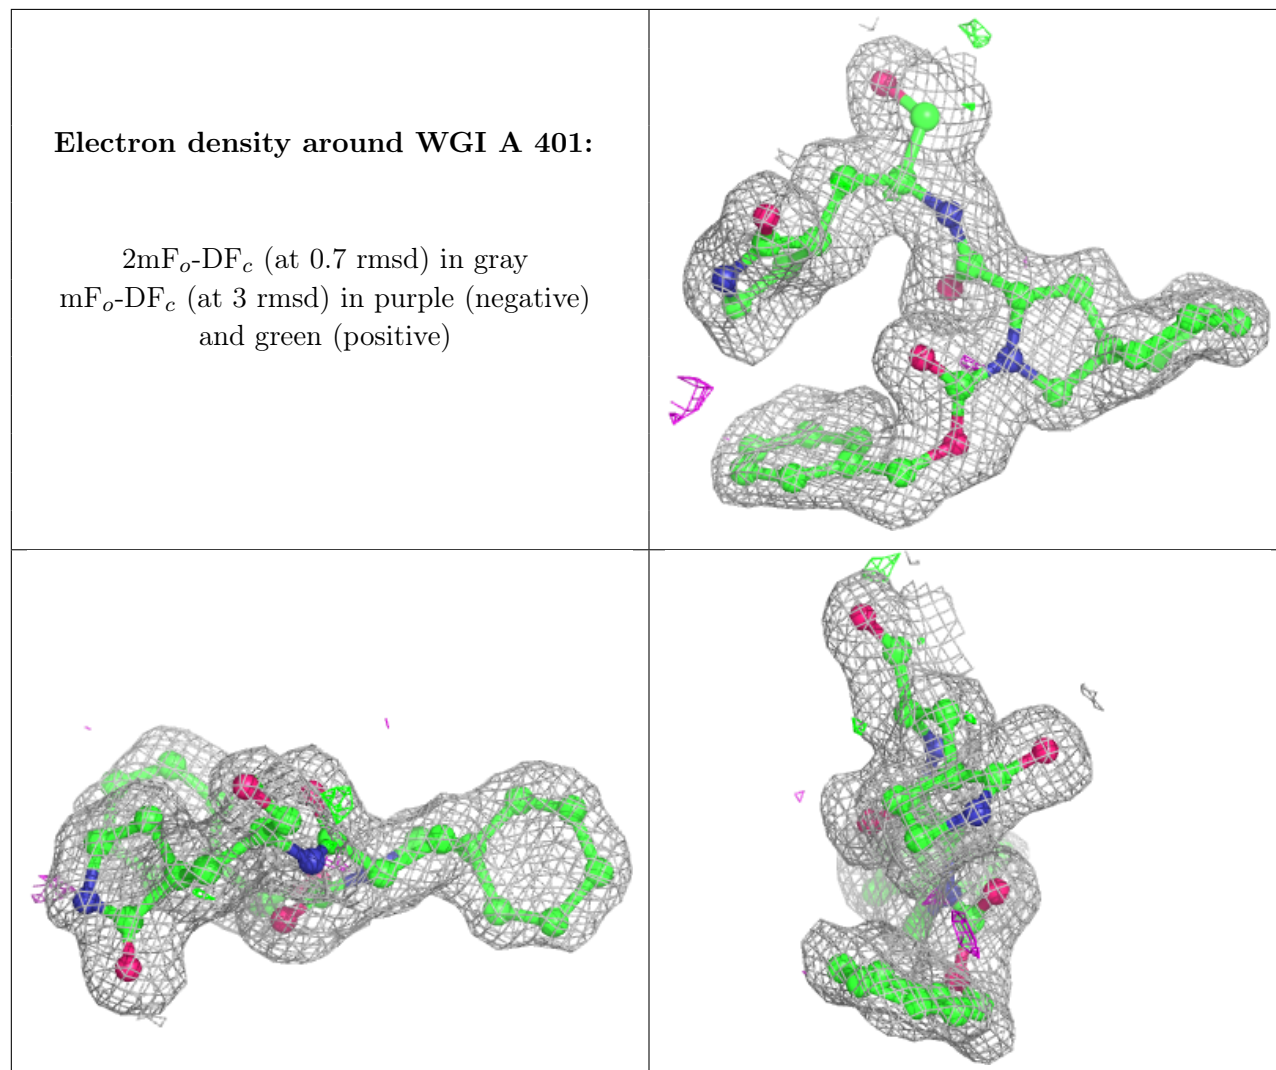 Electron density around WGI A 401:
2mFo-DFc (at 0.7 rmsd) in gray
mFo-DFc (at 3 rmsd) in purple (negative)
and green (positive)